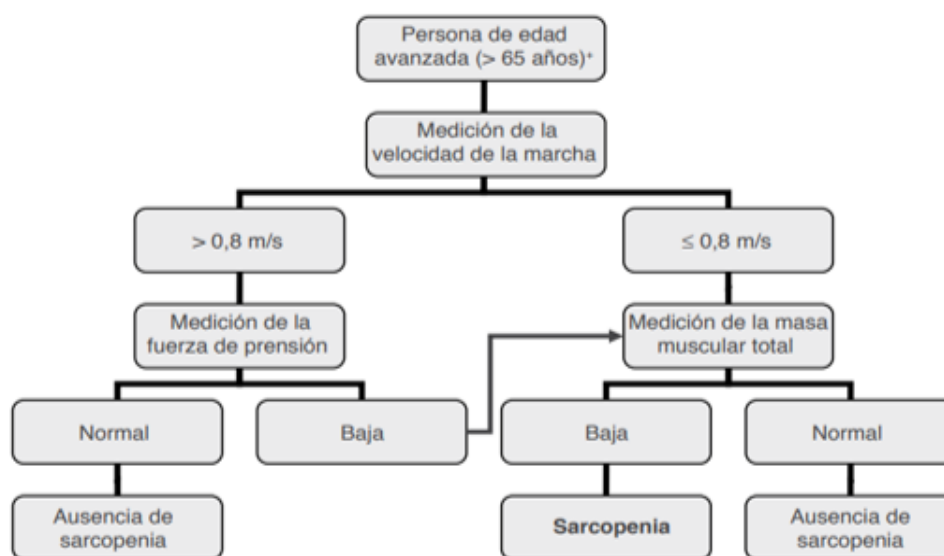 Persona de edad
avanzada (> 65 años)⁺
Medición de la
velocidad de la marcha
> 0,8 m/s
≤ 0,8 m/s
Medición de la
fuerza de prensión
Medición de la masa
muscular total
Normal
Baja
Baja
Normal
Ausencia de
sarcopenia
Sarcopenia
Ausencia de
sarcopenia